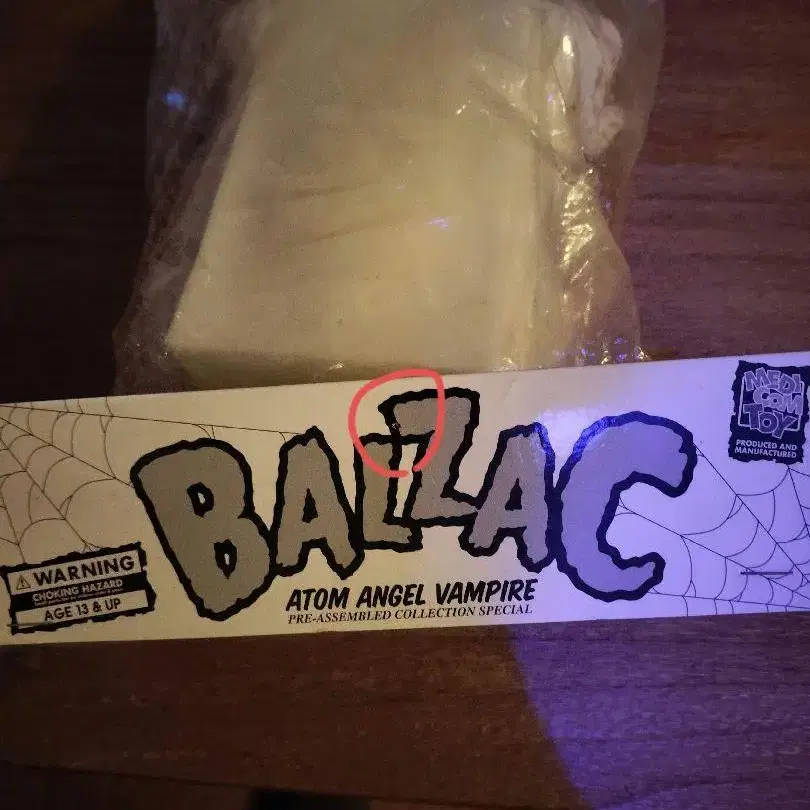 BALZAC
MEDI
COM
TOY
PRODUCED AND
MANUFACTURED
⚠ WARNING
CHOKING HAZARD
AGE 13 & UP
ATOM ANGEL VAMPIRE
PRE-ASSEMBLED COLLECTION SPECIAL